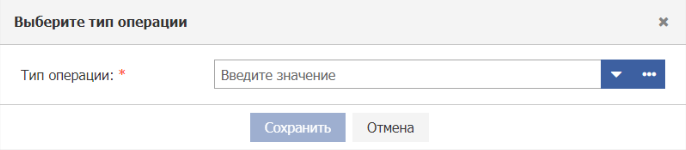 Выберите тип операции
Тип операции: * Введите значение
Сохранить Отмена